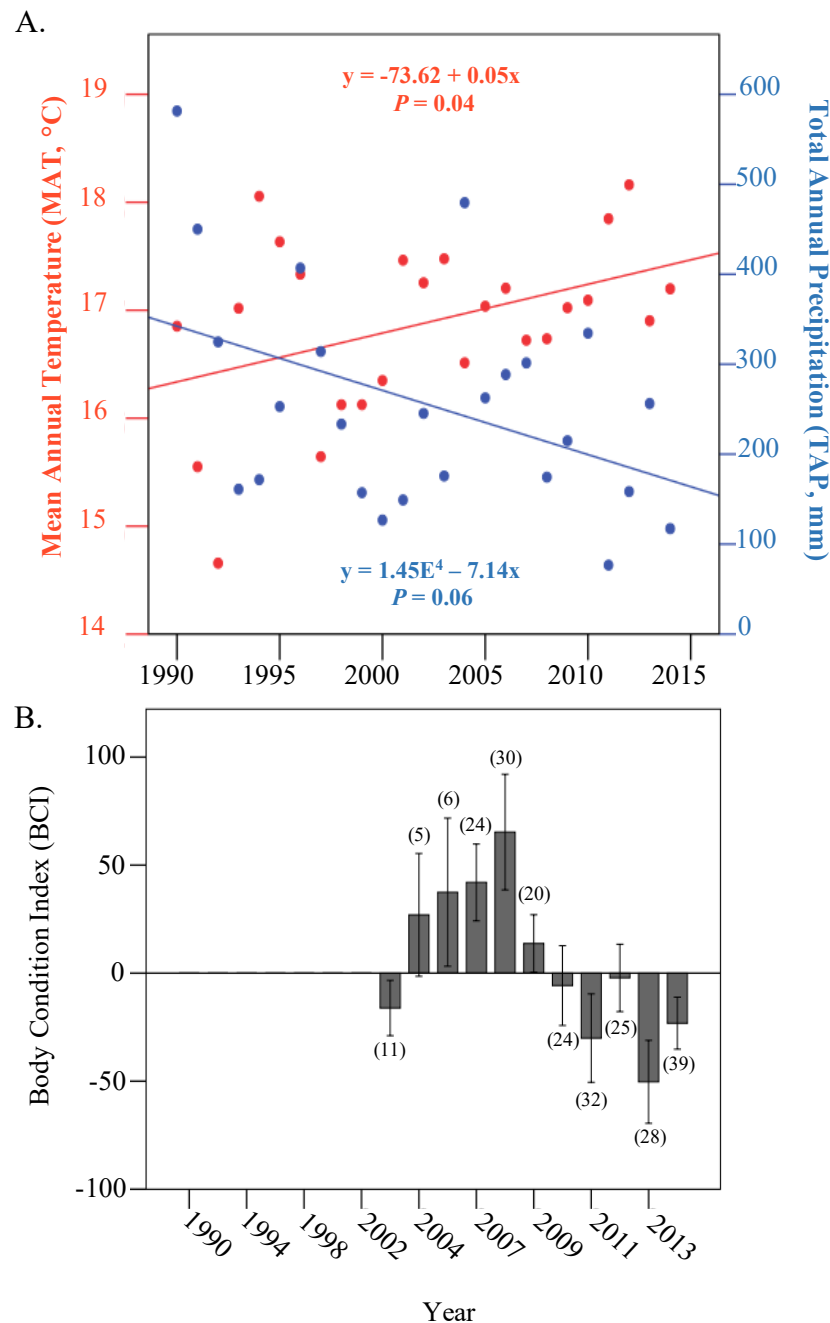 A.
y = -73.62 + 0.05x
P = 0.04
Mean Annual Temperature (MAT, °C)
19
18
17
16
15
14
Total Annual Precipitation (TAP, mm)
600
500
400
300
200
100
0
y = 1.45E⁴ – 7.14x
P = 0.06
1990 1995 2000 2005 2010 2015
B.
Body Condition Index (BCI)
100
50
0
-50
-100
(11)
(5)
(6)
(24)
(30)
(20)
(24)
(32)
(25)
(28)
(39)
1990 1994 1998 2002 2004 2007 2009 2011 2013
Year